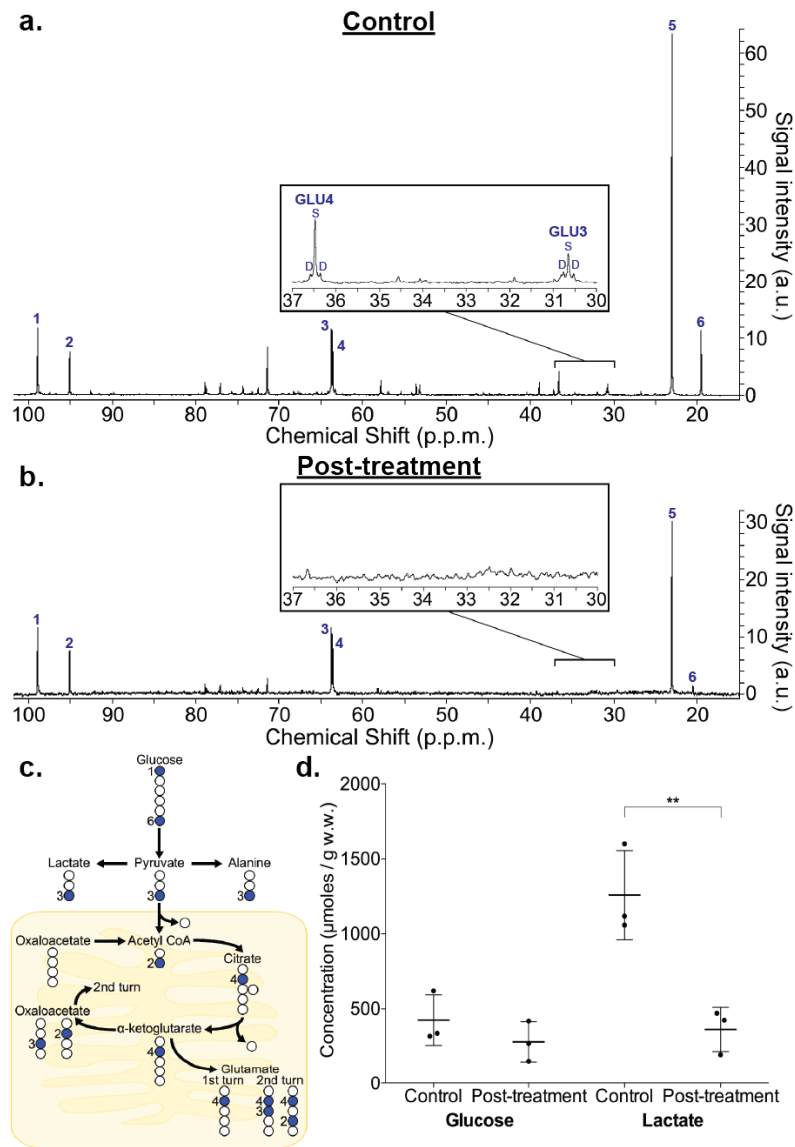 a.
Control
5
60
50
40
30
20
10
0
Signal intensity (a.u.)
GLU4
S
D D
GLU3
S
D D
37 36 35 34 33 32 31 30
1
2
3
4
6
100 90 80 70 60 50 40 30 20
Chemical Shift (p.p.m.)
b.
Post-treatment
5
30
20
10
0
Signal intensity (a.u.)
37 36 35 34 33 32 31 30
1
2
3
4
6
100 90 80 70 60 50 40 30 20
Chemical Shift (p.p.m.)
c.
Glucose
1
6
Lactate Pyruvate Alanine
3 3 3
Oxaloacetate Acetyl CoA
2
Citrate
4
2nd turn
Oxaloacetate
3 2
α-ketoglutarate
4
Glutamate
1st turn 2nd turn
4 4 4
3
2
d.
Concentration (μmoles / g w.w.)
2000
1500
1000
500
0
**
Control Post-treatment Control Post-treatment
Glucose Lactate